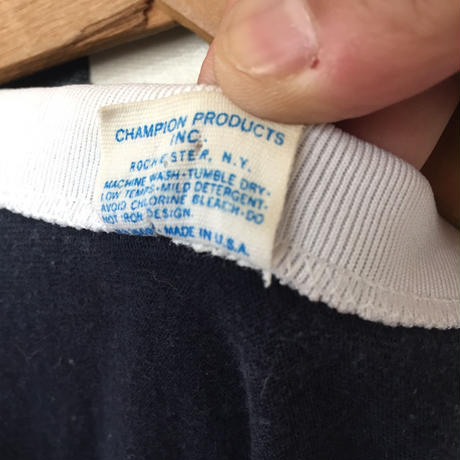 CHAMPION PRODUCTS
INC.
ROCHESTER, N.Y.
MACHINE WASH-TUMBLE DRY-
LOW TEMPS-MILD DETERGENT-
AVOID CHLORINE BLEACH-DO
NOT IRON DESIGN.
- MADE IN U.S.A.